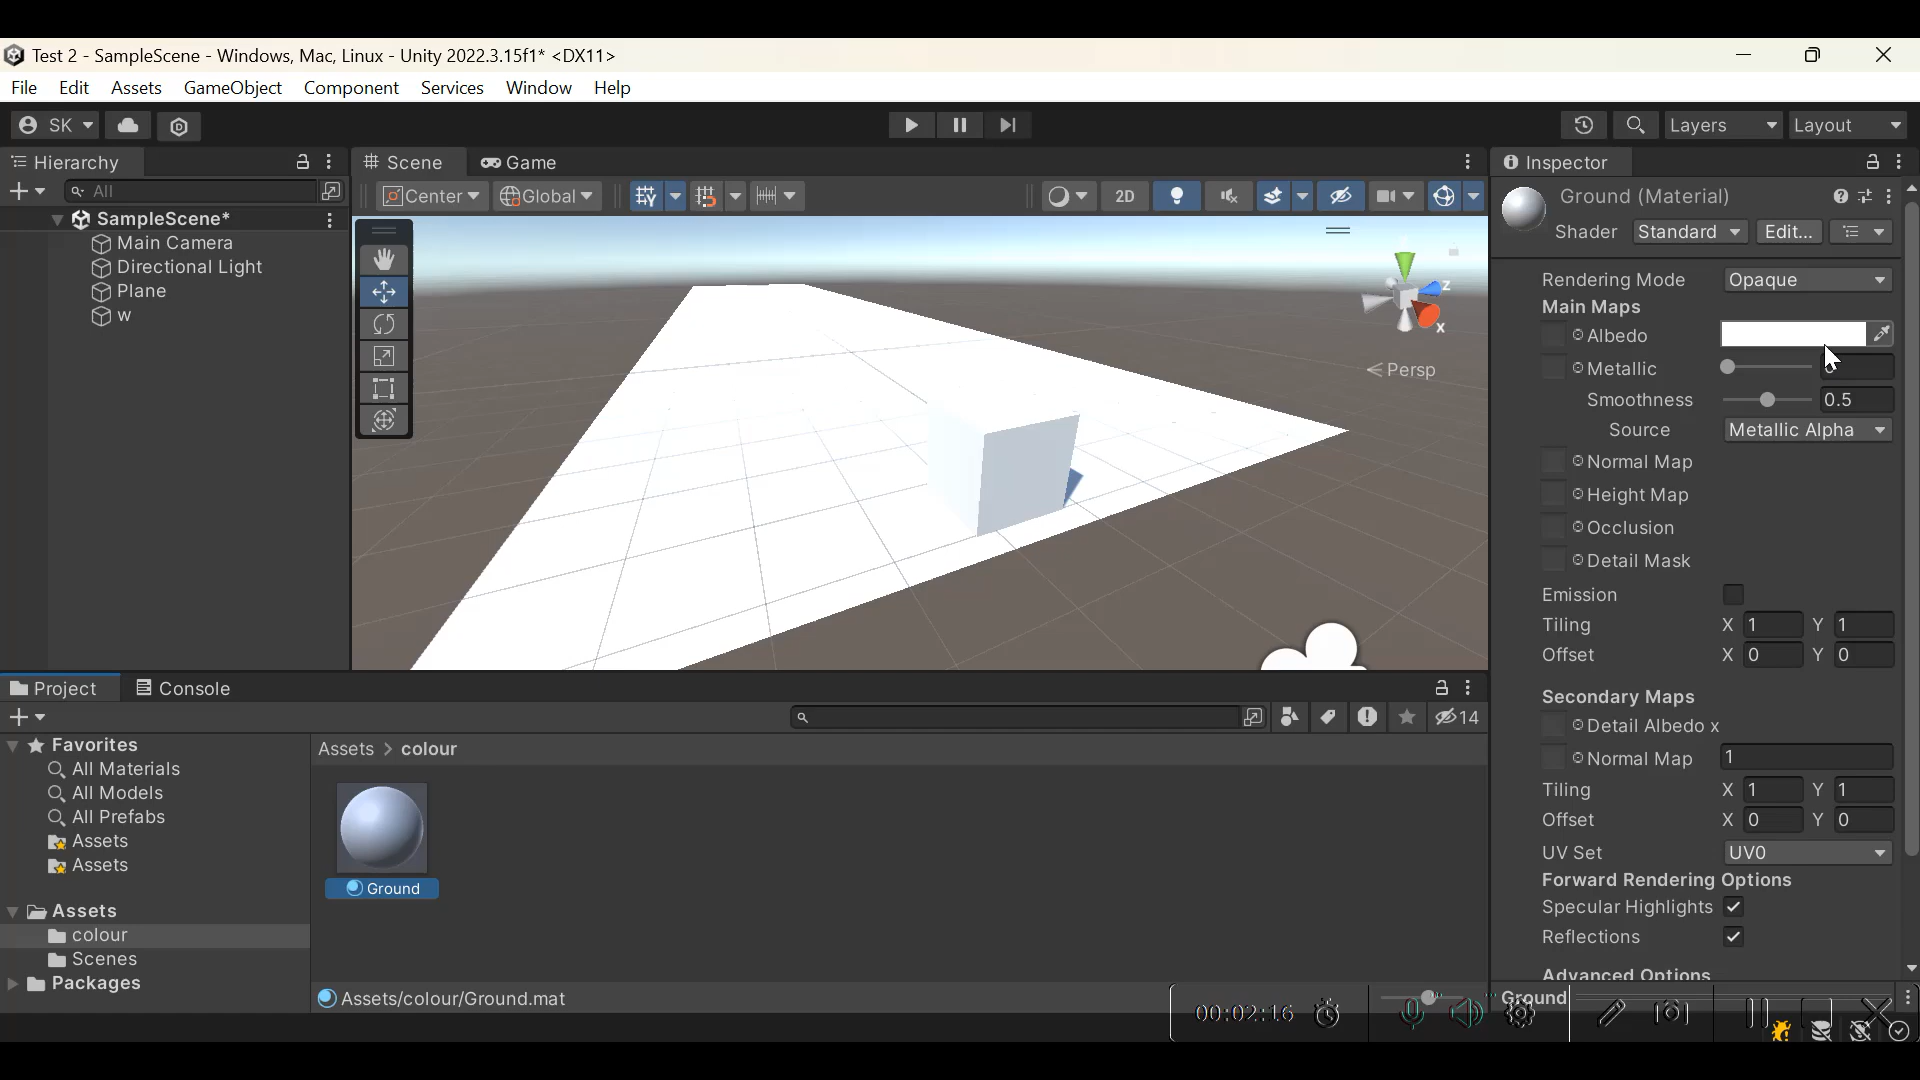 Test 2 - SampleScene - Windows, Mac, Linux - Unity 2022.3.15f1* <DX11>
File Edit Assets GameObject Component Services Window Help
SK
Layers
Layout
Hierarchy
All
SampleScene*
Main Camera
Directional Light
Plane
w
Scene
Game
Center
Global
2D
z
x
Persp
Inspector
Ground (Material)
Shader Standard Edit...
Rendering Mode Opaque
Main Maps
Albedo
Metallic
Smoothness 0.5
Source Metallic Alpha
Normal Map
Height Map
Occlusion
Detail Mask
Emission
Tiling X 1 Y 1
Offset X 0 Y 0
Secondary Maps
Detail Albedo x
Normal Map 1
Tiling X 1 Y 1
Offset X 0 Y 0
UV Set UV0
Forward Rendering Options
Specular Highlights
Reflections
Advanced Options
Ground
Project
Console
14
Favorites
All Materials
All Models
All Prefabs
Assets
Assets
Assets
colour
Scenes
Packages
Assets > colour
Ground
Assets/colour/Ground.mat
00:02:16